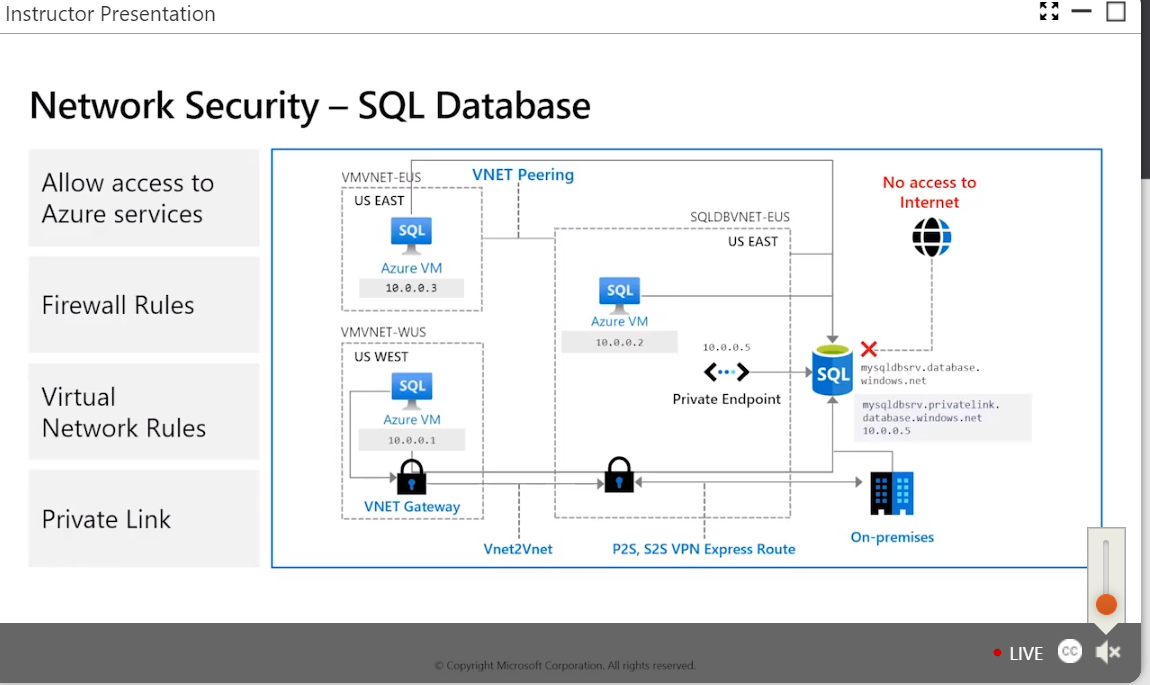 Instructor Presentation
Network Security – SQL Database
Allow access to
Azure services
Firewall Rules
Virtual
Network Rules
Private Link
VMVNET-EUS
US EAST
SQL
Azure VM
10.0.0.3
VNET Peering
SQLDBVNET-EUS
US EAST
SQL
Azure VM
10.0.0.2
10.0.0.5
Private Endpoint
No access to
Internet
VMVNET-WUS
US WEST
SQL
Azure VM
10.0.0.1
VNET Gateway
SQL
mysqldbsrv.database.
windows.net
mysqldbsrv.privatelink.
database.windows.net
10.0.0.5
Vnet2Vnet
P2S, S2S VPN Express Route
On-premises
© Copyright Microsoft Corporation. All rights reserved.
LIVE
CC